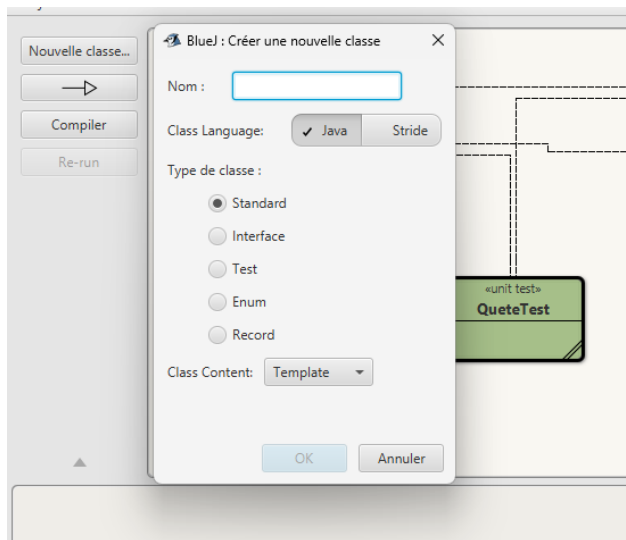 Nouvelle classe...
Compiler
Re-run
BlueJ : Créer une nouvelle classe
Nom :
Class Language:
Java
Stride
Type de classe :
Standard
Interface
Test
Enum
Record
Class Content:
Template
OK
Annuler
«unit test»
QueteTest